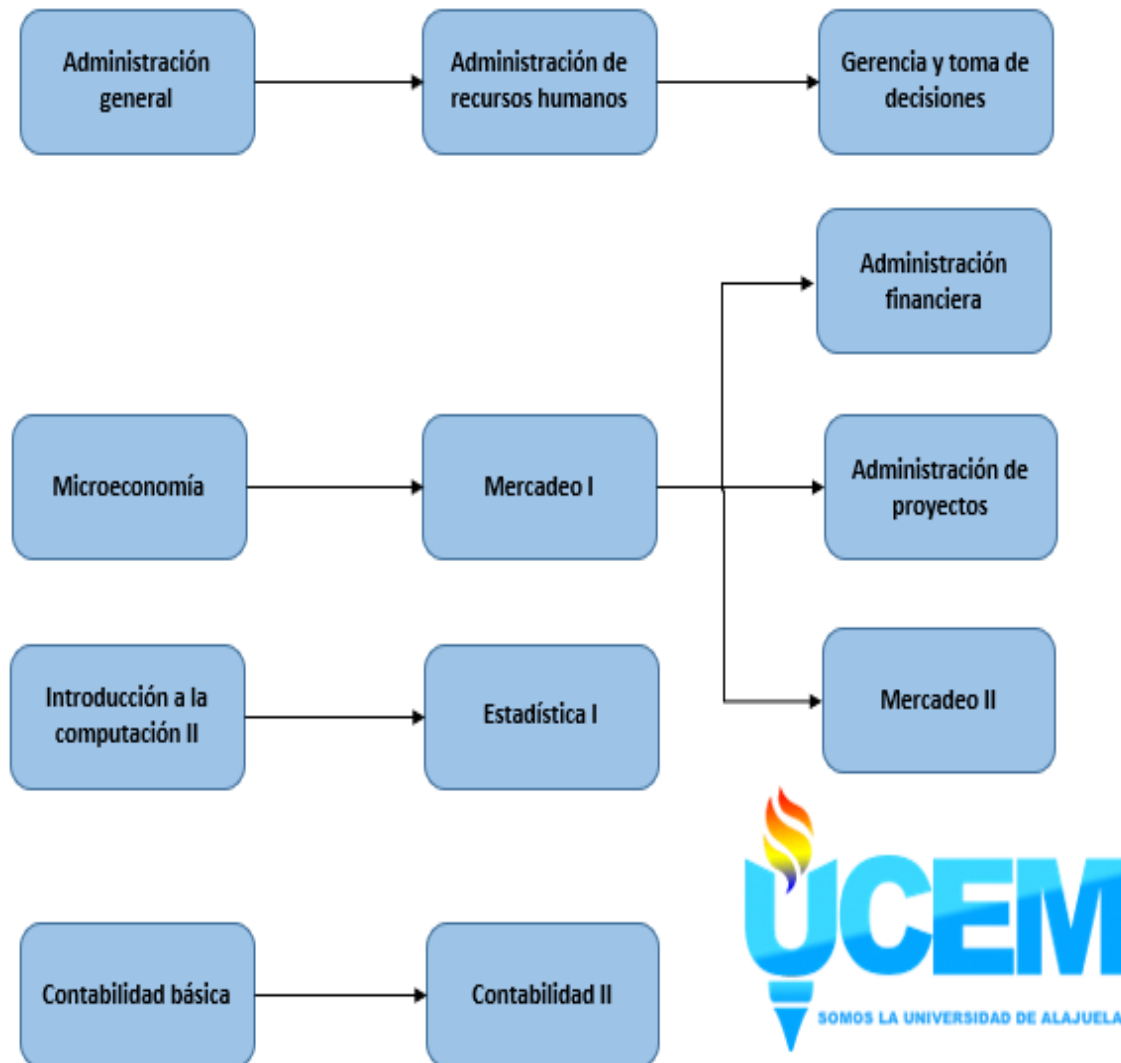 Administración
general
Administración de
recursos humanos
Gerencia y toma de
decisiones
Administración
financiera
Microeconomía
Mercadeo I
Administración de
proyectos
Introducción a la
computación II
Estadística I
Mercadeo II
Contabilidad básica
Contabilidad II
UCEM
SOMOS LA UNIVERSIDAD DE ALAJUELA